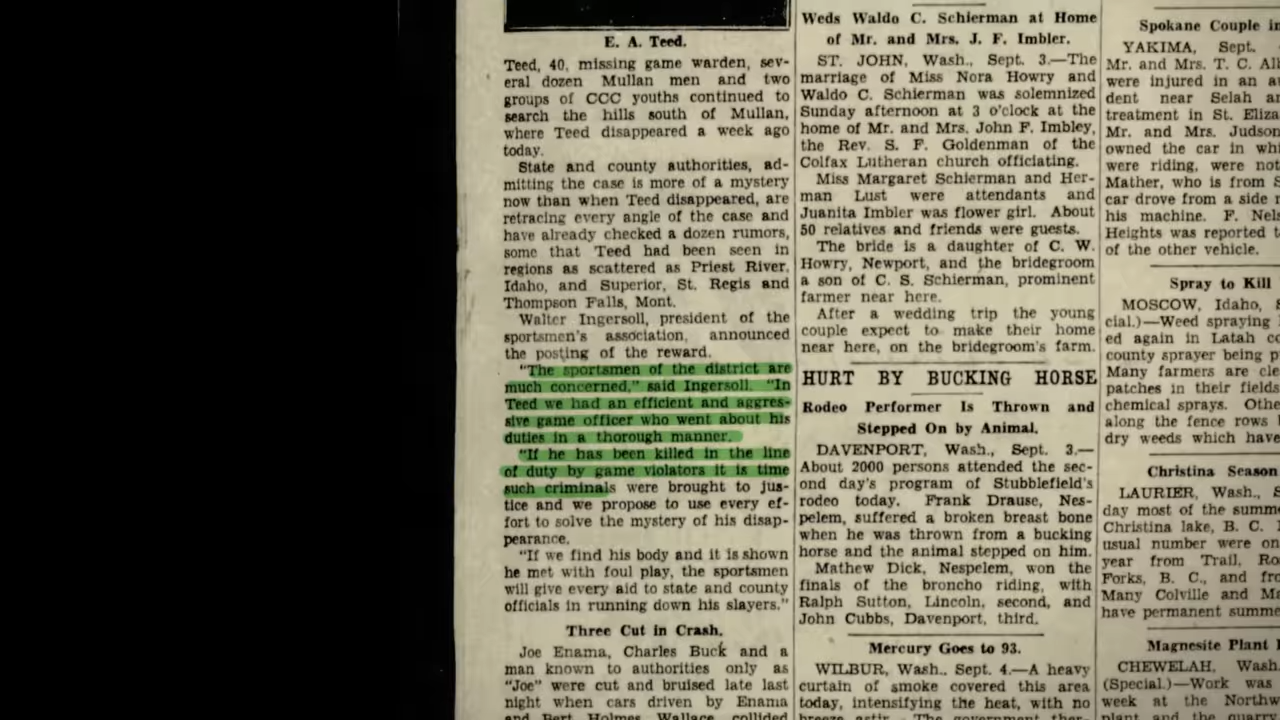 E. A. Teed.
Teed, 40, missing game warden, sev-
eral dozen Mullan men and two
groups of CCC youths continued to
search the hills south of Mullan,
where Teed disappeared a week ago
today.
State and county authorities, ad-
mitting the case is more of a mystery
now than when Teed disappeared, are
retracing every angle of the case and
have already checked a dozen rumors,
some that Teed had been seen in
regions as scattered as Priest River,
Idaho, and Superior, St. Regis and
Thompson Falls, Mont.
Walter Ingersoll, president of the
sportsmen's association, announced
the posting of the reward.
"The sportsmen of the district are
much concerned," said Ingersoll. "In
Teed we had an efficient and aggres-
sive game officer who went about his
duties in a thorough manner.
"If he has been killed in the line
of duty by game violators it is time
such criminals were brought to jus-
tice and we propose to use every ef-
fort to solve the mystery of his disap-
pearance.
"If we find his body and it is shown
he met with foul play, the sportsmen
will give every aid to state and county
officials in running down his slayers."
Three Cut in Crash.
Joe Enama, Charles Buck and a
man known to authorities only as
"Joe" were cut and bruised late last
night when cars driven by Enama
and Bert Holmes, Wallace, collided
Weds Waldo C. Schierman at Home
of Mr. and Mrs. J. F. Imbler.
ST. JOHN, Wash., Sept. 3.—The
marriage of Miss Nora Howry and
Waldo C. Schierman was solemnized
Sunday afternoon at 3 o'clock at the
home of Mr. and Mrs. John F. Imbley,
the Rev. S. F. Goldenman of the
Colfax Lutheran church officiating.
Miss Margaret Schierman and Her-
man Lust were attendants and
Juanita Imbler was flower girl. About
50 relatives and friends were guests.
The bride is a daughter of C. W.
Howry, Newport, and the bridegroom
a son of C. S. Schierman, prominent
farmer near here.
After a wedding trip the young
couple expect to make their home
near here, on the bridegroom's farm.
HURT BY BUCKING HORSE
Rodeo Performer Is Thrown and
Stepped On by Animal.
DAVENPORT, Wash., Sept. 3.—
About 2000 persons attended the sec-
ond day's program of Stubblefield's
rodeo today. Frank Drause, Nes-
pelem, suffered a broken breast bone
when he was thrown from a bucking
horse and the animal stepped on him.
Mathew Dick, Nespelem, won the
finals of the broncho riding, with
Ralph Sutton, Lincoln, second, and
John Cubbs, Davenport, third.
Mercury Goes to 93.
WILBUR, Wash., Sept. 4.—A heavy
curtain of smoke covered this area
today, intensifying the heat, with no
Spokane Couple in
YAKIMA, Sept.
Mr. and Mrs. T. C. All
were injured in an a
dent near Selah a
treatment in St. Eliza
Mr. and Mrs. Judson
owned the car in whi
were riding, were not
Mather, who is from S
car drove from a side r
his machine. F. Nel
Heights was reported t
of the other vehicle.
Spray to Kill
MOSCOW, Idaho, S
cial.)—Weed spraying
ed again in Latah co
county sprayer being p
Many farmers are cle
patches in their fields
chemical sprays. Othe
along the fence rows
dry weeds which have
Christina Season
LAURIER, Wash., S
day most of the summe
Christina lake, B. C.
usual number were on
year from Trail, Ro
Forks, B. C., and fro
Many Colville and Ma
have permanent summe
Magnesite Plant
CHEWELAH, Wash.
(Special.)—Work was
week at the Northw